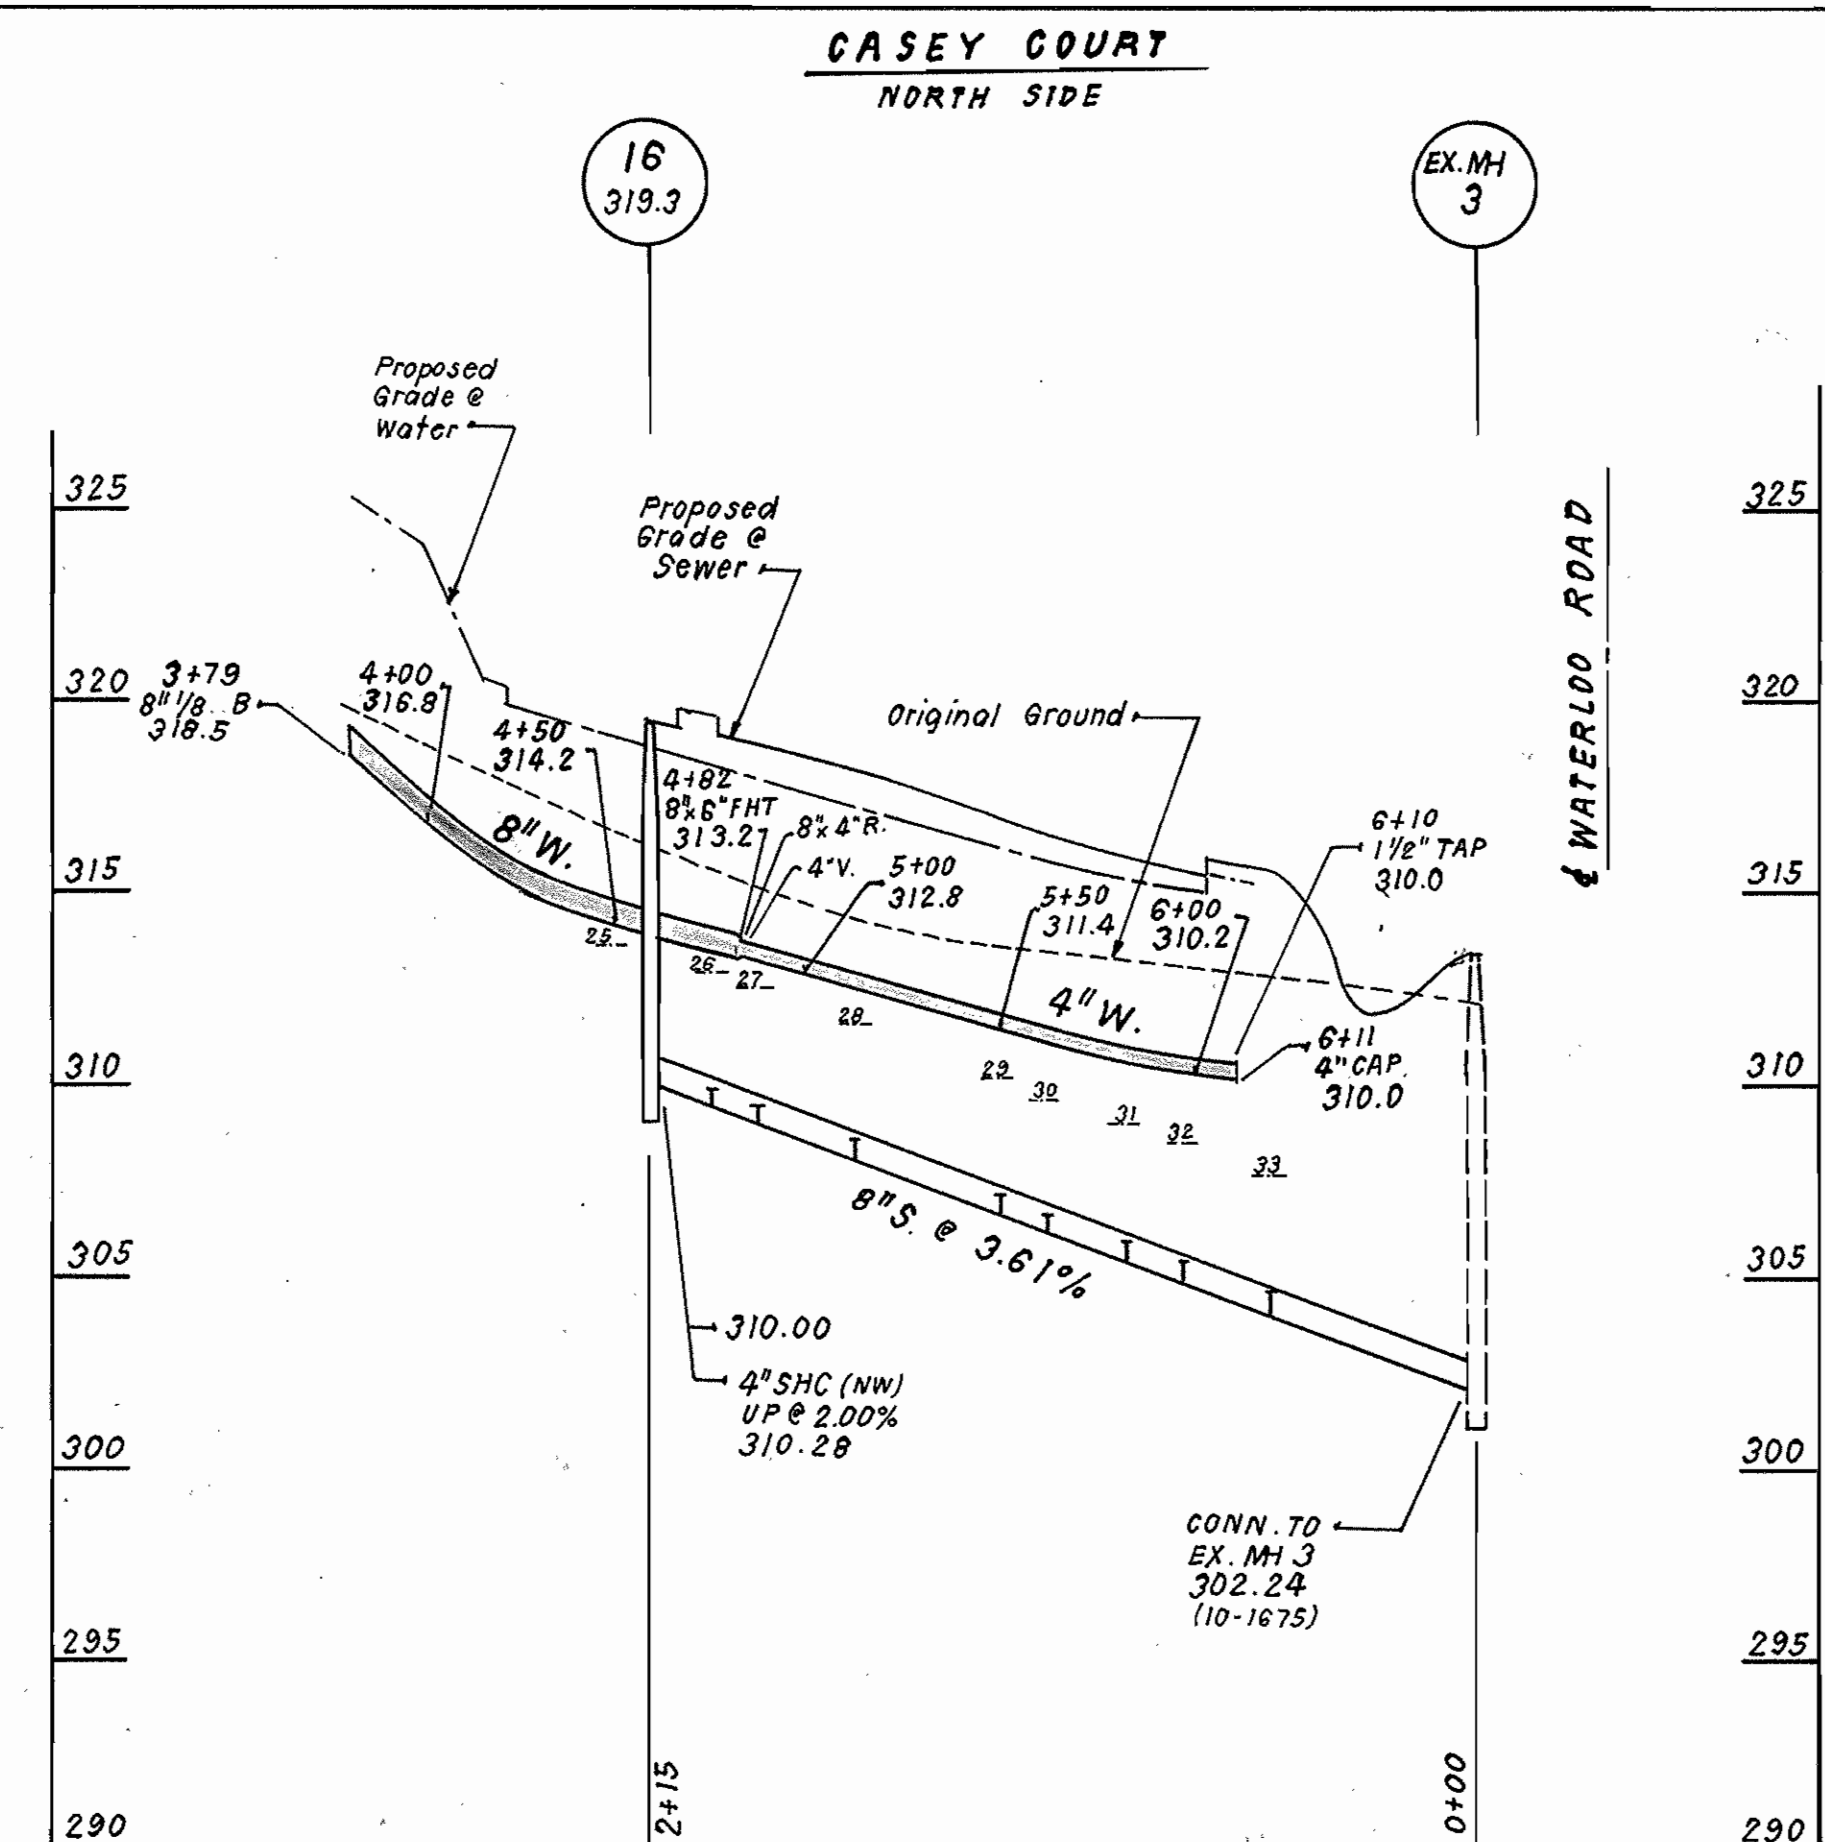 CASEY COURT
NORTH SIDE
16
319.3
EX. MH
3
Proposed
Grade @
Water
Proposed
Grade @
Sewer
Original Ground
WATERLOO ROAD
325
320
315
310
305
300
295
290
325
320
315
310
305
300
295
290
3+79
8" 1/8 B
318.5
4+00
316.8
4+50
314.2
8" W.
4+82
8"x6" FHT
313.2
8"x4" R.
4" V.
5+00
312.8
5+50
311.4
6+00
310.2
6+10
1 1/2" TAP
310.0
4" W.
6+11
4" CAP.
310.0
25
26
27
28
29
30
31
32
33
8" S. @ 3.61%
310.00
4" SHC (NW)
UP @ 2.00%
310.28
CONN. TO
EX. MH 3
302.24
(10-1675)
2+15
0+00